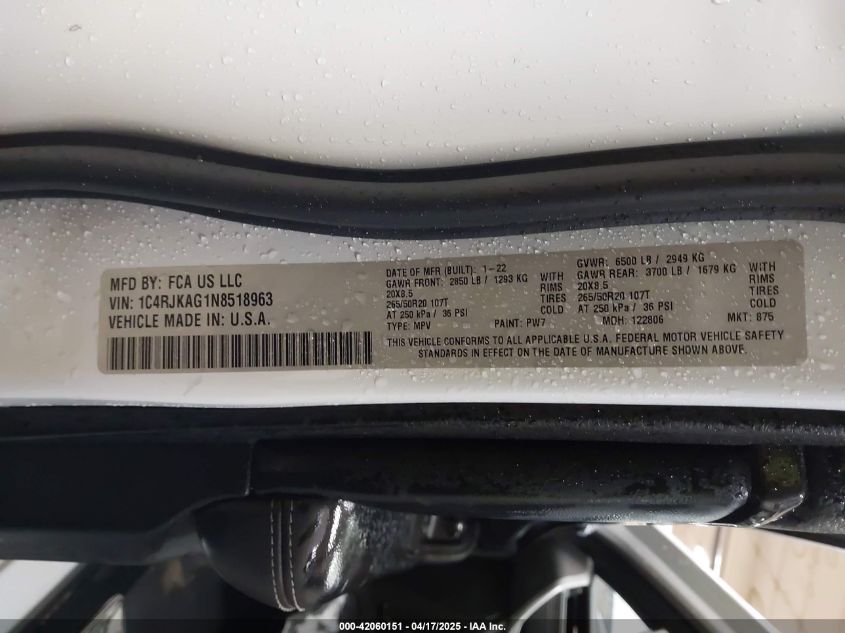 MFD BY: FCA US LLC
VIN: 1C4RJKAG1N8518963
VEHICLE MADE IN: U.S.A.
DATE OF MFR (BUILT): 1-22
GAWR FRONT: 2850 LB / 1293 KG WITH
20X8.5 RIMS
265/50R20 107T TIRES
AT 250 kPa / 36 PSI COLD
TYPE: MPV PAINT: PW7
GVWR: 6500 LB / 2949 KG
GAWR REAR: 3700 LB / 1679 KG WITH
20X8.5 RIMS
265/50R20 107T TIRES
AT 250 kPa / 36 PSI COLD
MDH: 122806 MKT: 875
THIS VEHICLE CONFORMS TO ALL APPLICABLE U.S.A. FEDERAL MOTOR VEHICLE SAFETY
STANDARDS IN EFFECT ON THE DATE OF MANUFACTURE SHOWN ABOVE.
000-42060151 - 04/17/2025 - IAA Inc.